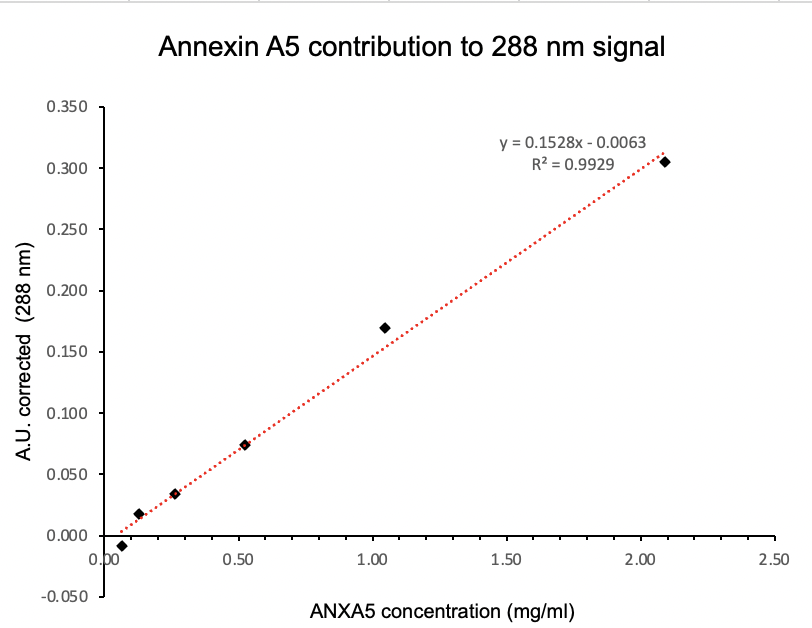 Annexin A5 contribution to 288 nm signal
0.350
y = 0.1528x - 0.0063
R² = 0.9929
0.300
0.250
0.200
0.150
0.100
0.050
0.000
-0.050
A.U. corrected (288 nm)
0.00 0.50 1.00 1.50 2.00 2.50
ANXA5 concentration (mg/ml)